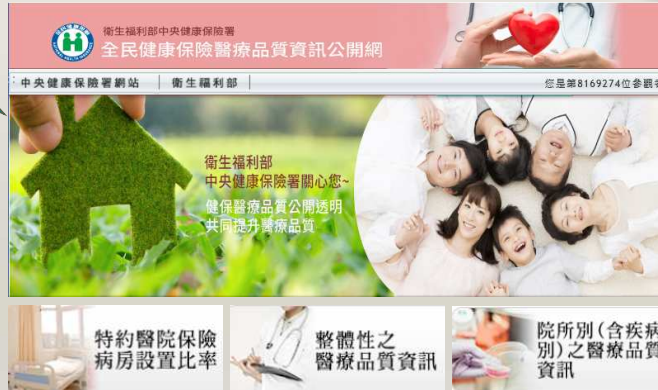 衛生福利部中央健康保險署
全民健康保險醫療品質資訊公開網
中央健康保險署網站
衛生福利部
您是第8169274位參觀者
衛生福利部
中央健康保險署關心您~
健保醫療品質公開透明
共同提升醫療品質
特約醫院保險
病房設置比率
整體性之
醫療品質資訊
院所別(含疾病
別)之醫療品質
資訊